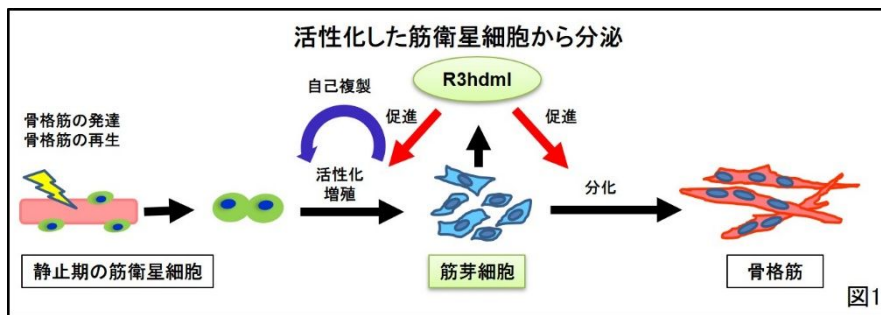 活性化した筋衛星細胞から分泌
R3hdml
自己複製
促進
促進
骨格筋の発達
骨格筋の再生
活性化
増殖
分化
静止期の筋衛星細胞
筋芽細胞
骨格筋
図1